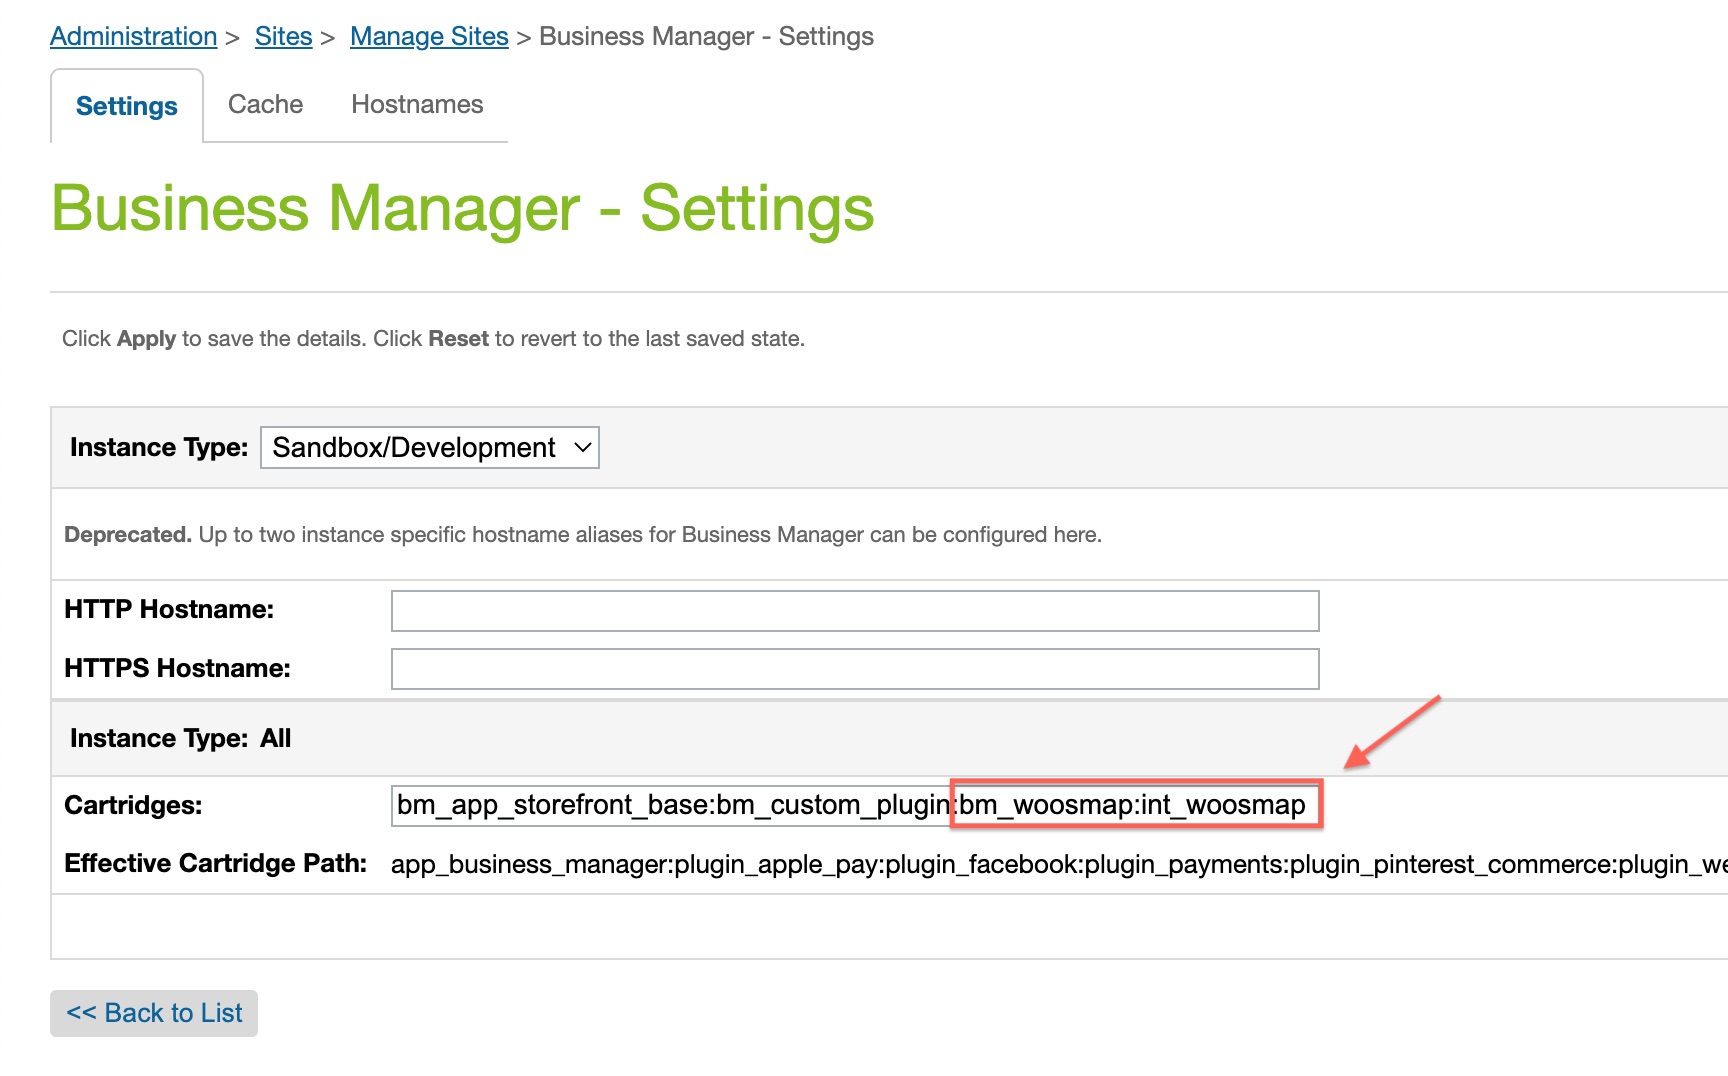 Administration > Sites > Manage Sites > Business Manager - Settings
Settings Cache Hostnames
Business Manager - Settings
Click Apply to save the details. Click Reset to revert to the last saved state.
Instance Type: Sandbox/Development
Deprecated. Up to two instance specific hostname aliases for Business Manager can be configured here.
HTTP Hostname:
HTTPS Hostname:
Instance Type: All
Cartridges: bm_app_storefront_base:bm_custom_plugin:bm_woosmap:int_woosmap
Effective Cartridge Path: app_business_manager:plugin_apple_pay:plugin_facebook:plugin_payments:plugin_pinterest_commerce:plugin_we
<< Back to List